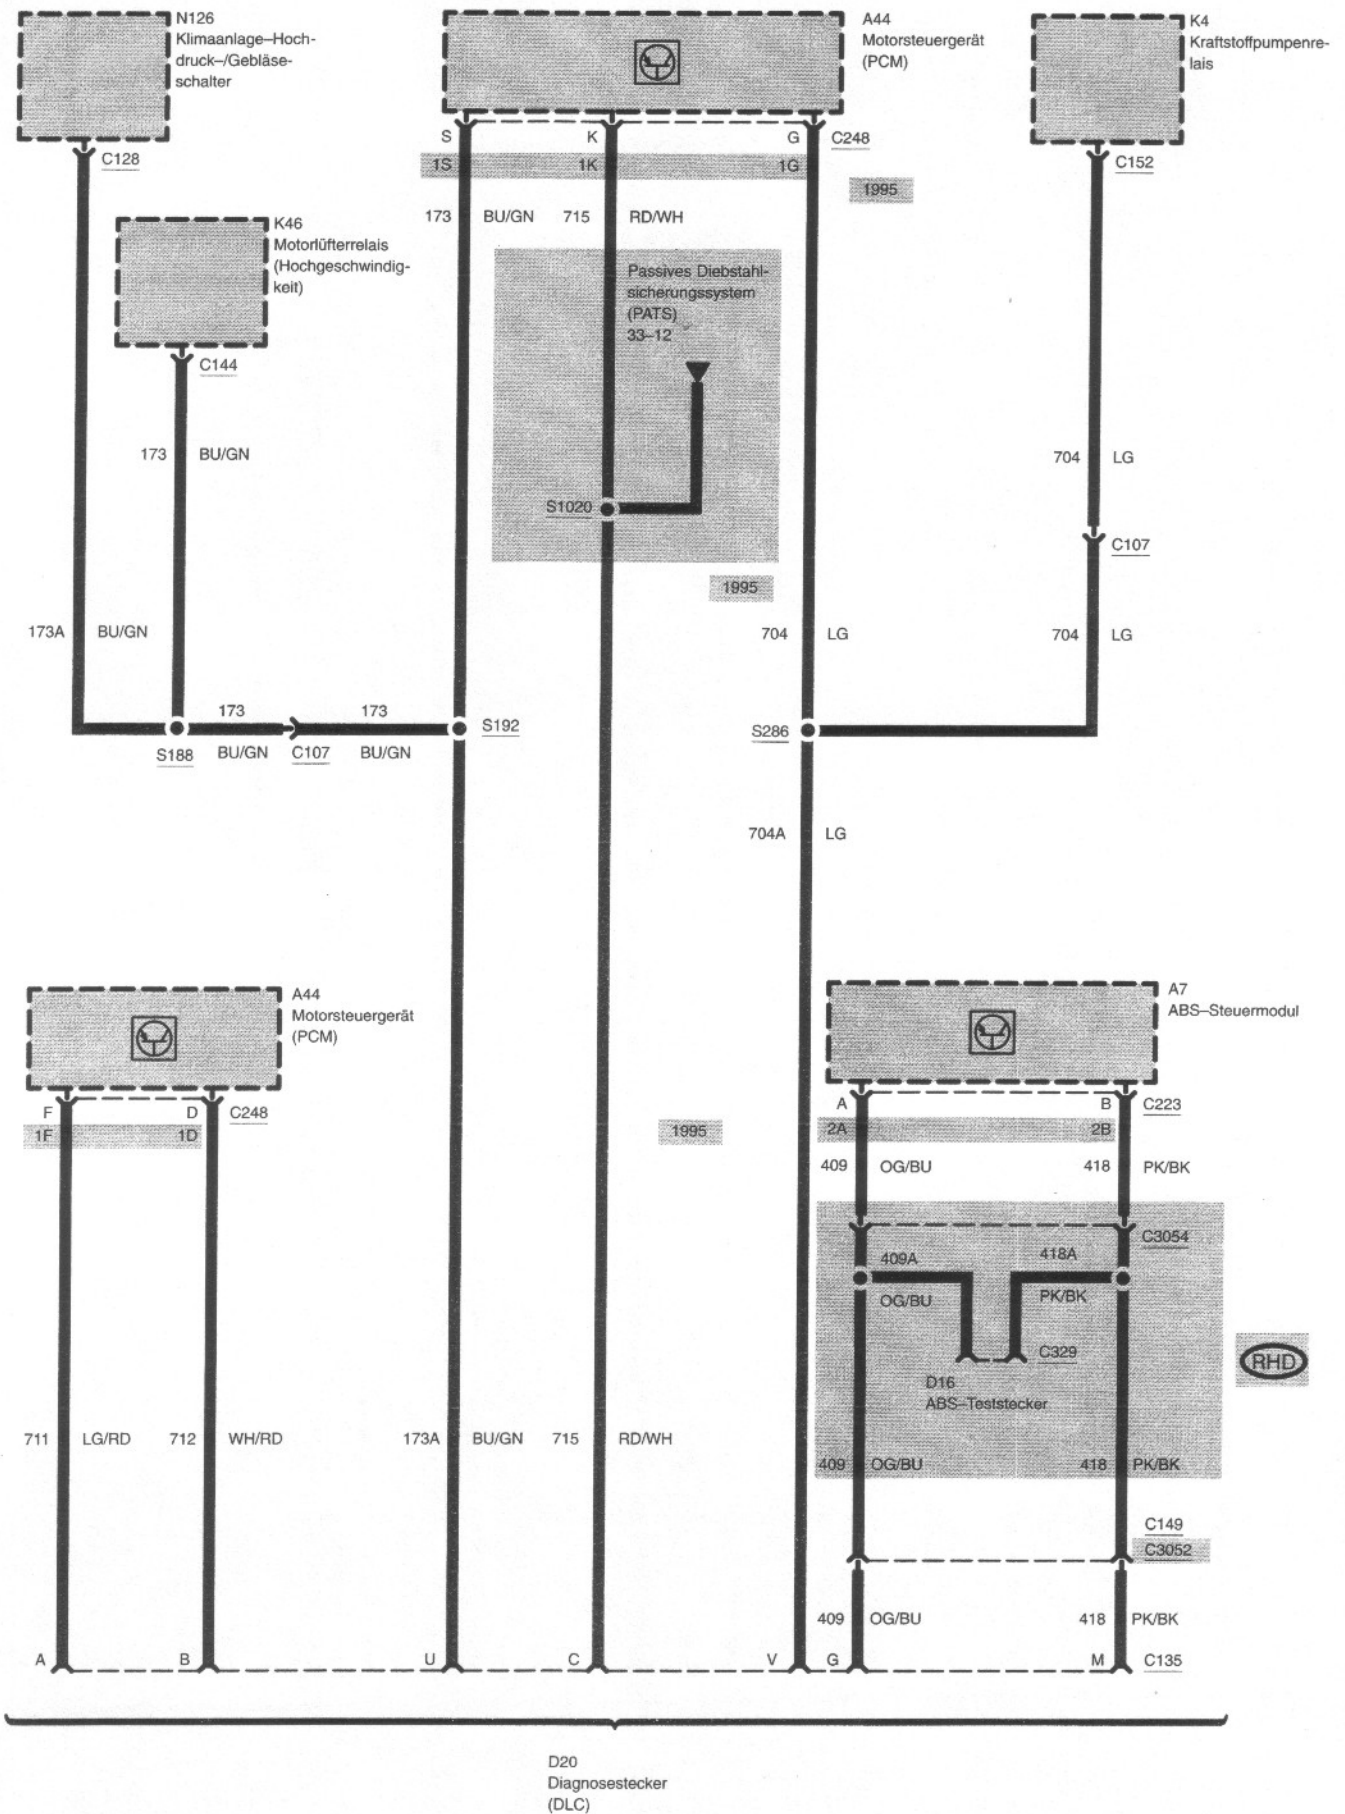 N126
Klimaanlage–Hoch-
druck–/Gebläse-
schalter
A44
Motorsteuergerät
(PCM)
K4
Kraftstoffpumpenre-
lais
C128
S K G C248
1S 1K 1G
C152
1995
173 BU/GN 715 RD/WH
K46
Motorlüfterrelais
(Hochgeschwindig-
keit)
Passives Diebstahl-
sicherungssystem
(PATS)
33–12
C144
173 BU/GN
704 LG
S1020
C107
1995
173A BU/GN
704 LG
704 LG
173 173
S192
S286
S188 BU/GN C107 BU/GN
704A LG
A44
Motorsteuergerät
(PCM)
A7
ABS–Steuermodul
F D C248
1F 1D
A B C223
1995
2A 2B
409 OG/BU 418 PK/BK
C3054
409A 418A
OG/BU PK/BK
C329
RHD
D16
ABS–Teststecker
711 LG/RD 712 WH/RD 173A BU/GN 715 RD/WH
409 OG/BU 418 PK/BK
C149
C3052
409 OG/BU 418 PK/BK
A B U C V G M C135
D20
Diagnosestecker
(DLC)